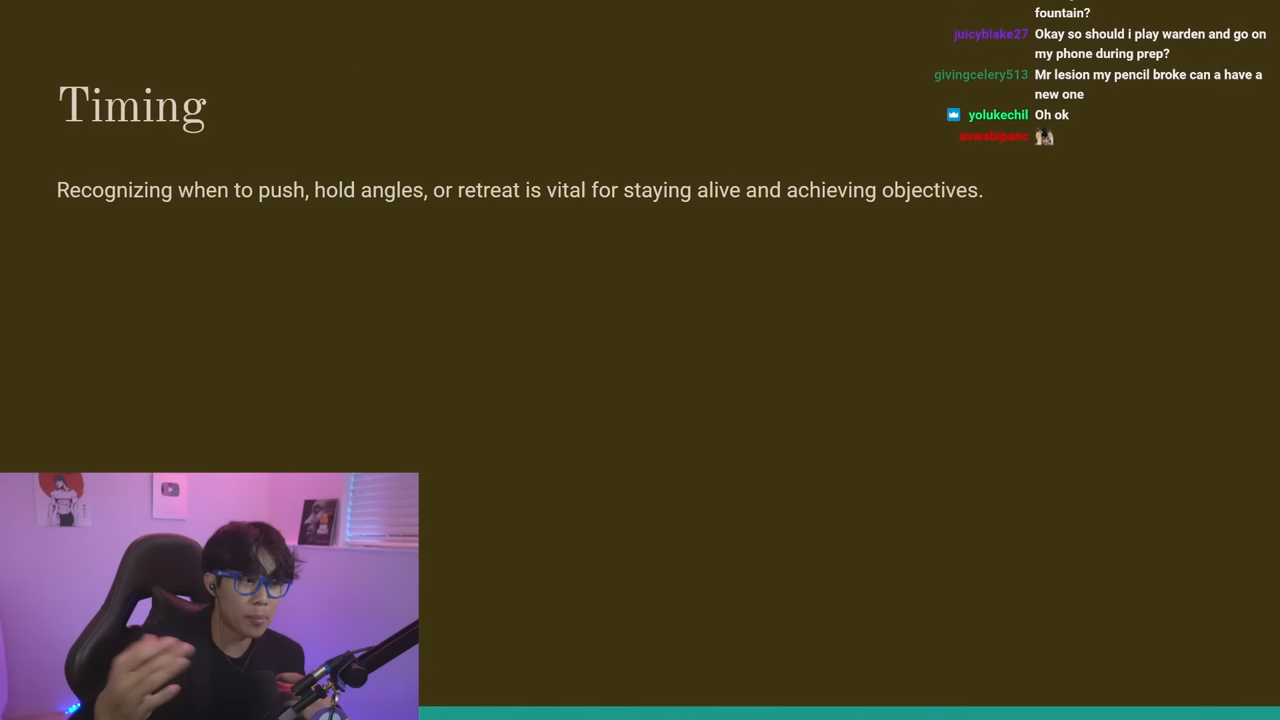 fountain?
juicyblake27 Okay so should i play warden and go on
my phone during prep?
givingcelery513 Mr lesion my pencil broke can a have a
new one
yolukechil Oh ok
aswabipanc
Timing
Recognizing when to push, hold angles, or retreat is vital for staying alive and achieving objectives.